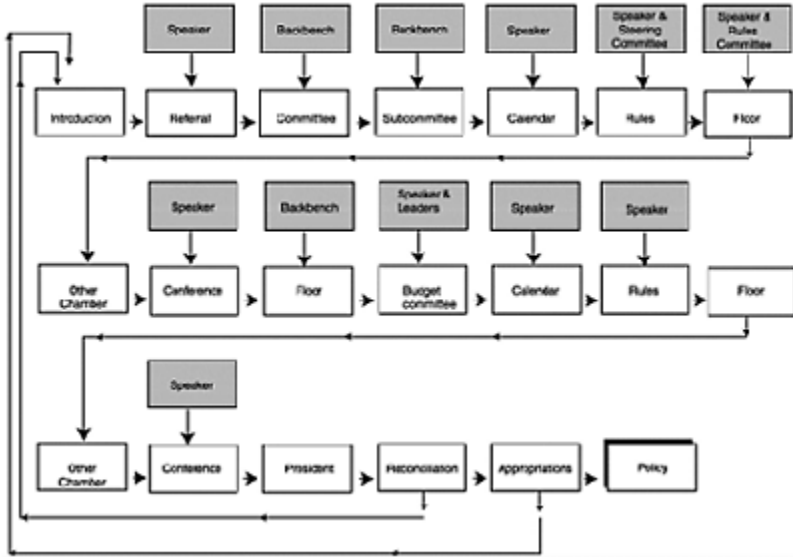 Speaker
Backbench
Backbench
Speaker
Speaker &
Steering
Committee
Speaker &
Rules
Committee
Introduction
Referral
Committee
Subcommittee
Calendar
Rules
Floor
Speaker
Backbench
Speaker &
Leaders
Speaker
Speaker
Other
Chamber
Conference
Floor
Budget
committee
Calendar
Rules
Floor
Speaker
Other
Chamber
Conference
President
Reconciliation
Appropriations
Policy